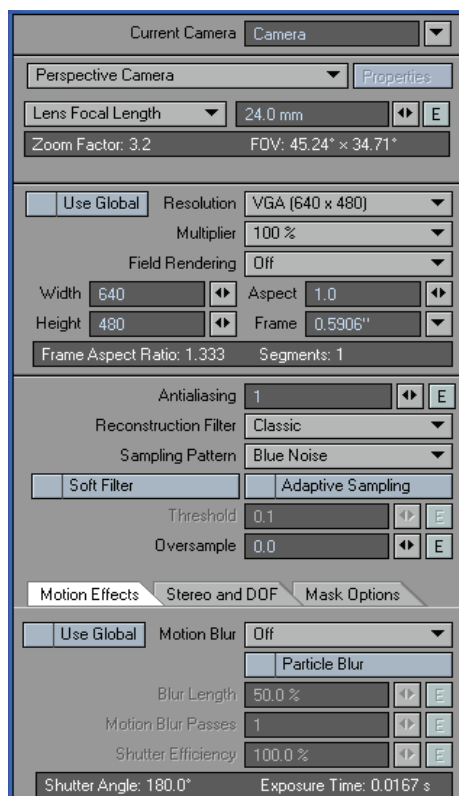 Current Camera Camera
Perspective Camera Properties
Lens Focal Length 24.0 mm E
Zoom Factor: 3.2 FOV: 45.24° × 34.71°
Use Global Resolution VGA (640 x 480)
Multiplier 100 %
Field Rendering Off
Width 640 Aspect 1.0
Height 480 Frame 0.5906"
Frame Aspect Ratio: 1.333 Segments: 1
Antialiasing 1 E
Reconstruction Filter Classic
Sampling Pattern Blue Noise
Soft Filter Adaptive Sampling
Threshold 0.1 E
Oversample 0.0 E
Motion Effects Stereo and DOF Mask Options
Use Global Motion Blur Off
Particle Blur
Blur Length 50.0 % E
Motion Blur Passes 1 E
Shutter Efficiency 100.0 % E
Shutter Angle: 180.0° Exposure Time: 0.0167 s